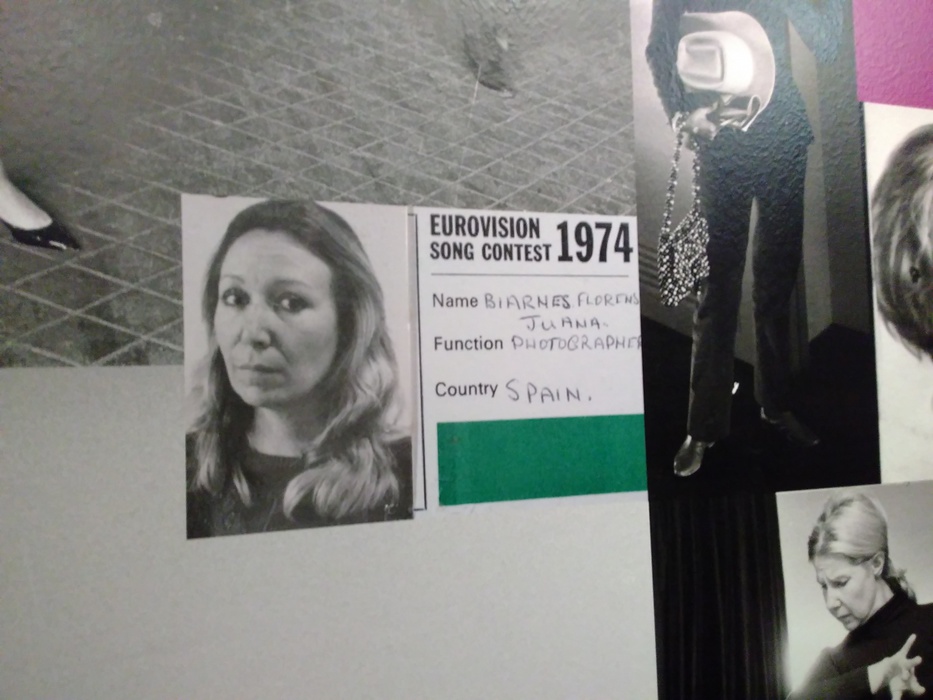 EUROVISION
SONG CONTEST 1974
Name BIARNES FLORENS
JUANA.
Function PHOTOGRAPHER
Country SPAIN.